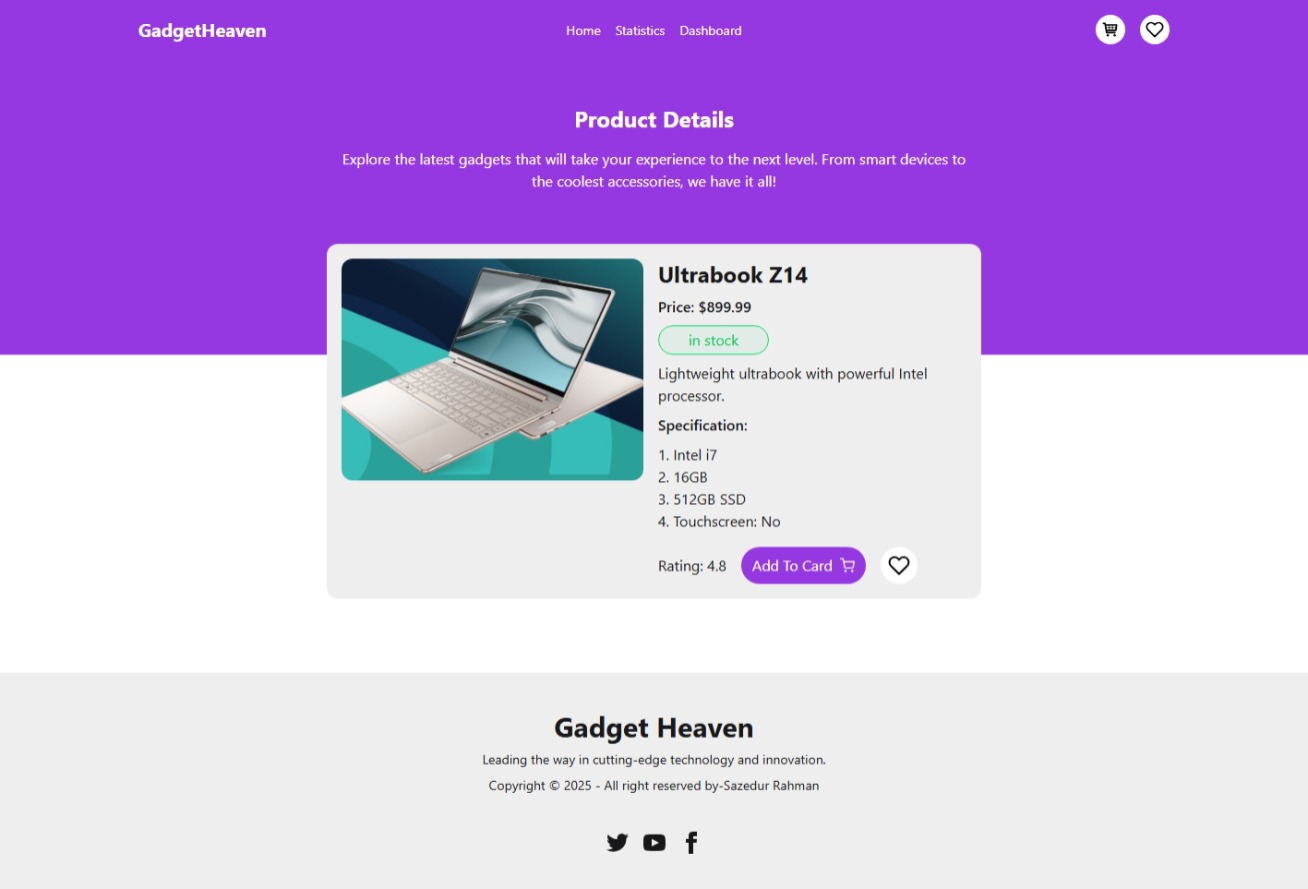 GadgetHeaven
Home Statistics Dashboard
Product Details
Explore the latest gadgets that will take your experience to the next level. From smart devices to
the coolest accessories, we have it all!
Ultrabook Z14
Price: $899.99
in stock
Lightweight ultrabook with powerful Intel
processor.
Specification:
1. Intel i7
2. 16GB
3. 512GB SSD
4. Touchscreen: No
Rating: 4.8 Add To Card
Gadget Heaven
Leading the way in cutting-edge technology and innovation.
Copyright © 2025 - All right reserved by-Sazedur Rahman